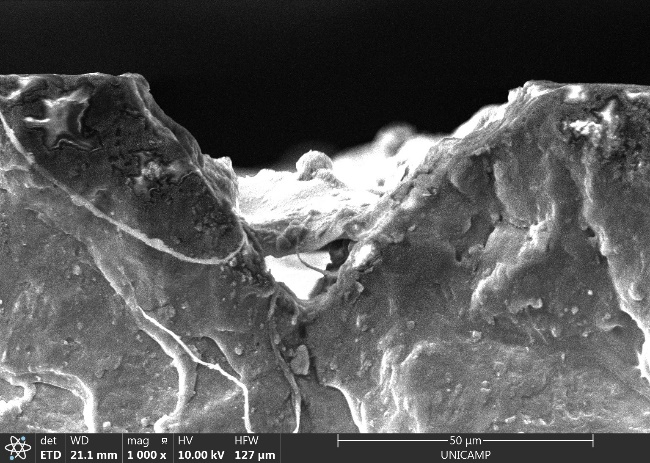 det WD mag HV HFW 50 µm
ETD 21.1 mm 1 000 x 10.00 kV 127 µm UNICAMP